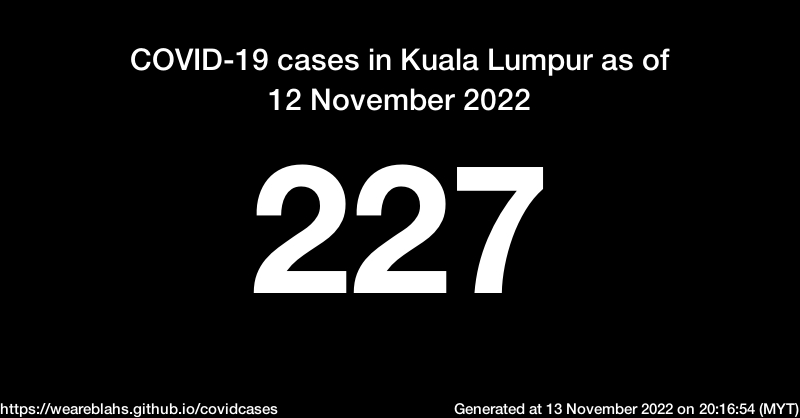 COVID-19 cases in Kuala Lumpur as of
12 November 2022
227
https://weareblahs.github.io/covidcases
Generated at 13 November 2022 on 20:16:54 (MYT)